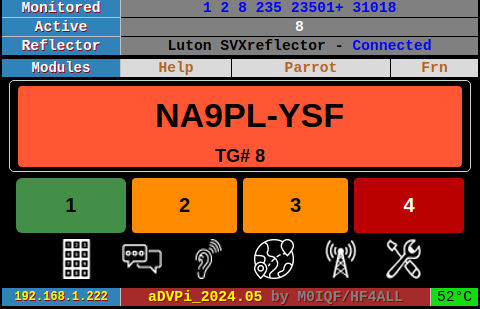 Monitored 1 2 8 235 23501+ 31018
Active 8
Reflector Luton SVXreflector - Connected
Modules Help Parrot Frn
NA9PL-YSF
TG# 8
1 2 3 4
192.168.1.222 aDVPi_2024.05 by M0IQF/HF4ALL 52°C